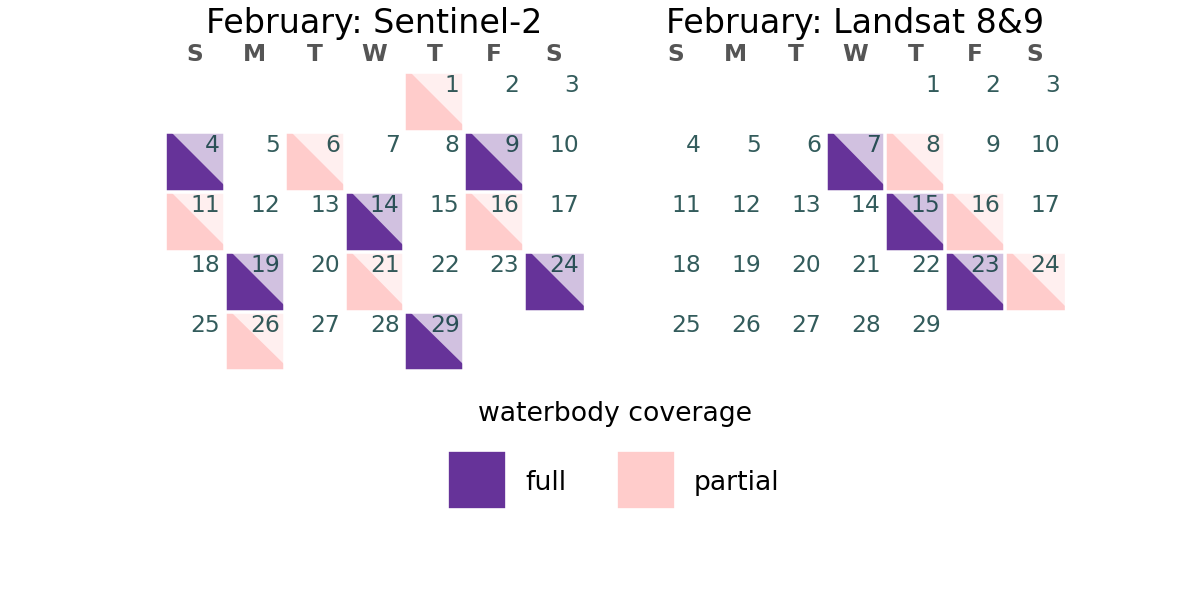 February: Sentinel-2
S M T W T F S
1 2 3
4 5 6 7 8 9 10
11 12 13 14 15 16 17
18 19 20 21 22 23 24
25 26 27 28 29
February: Landsat 8&9
S M T W T F S
1 2 3
4 5 6 7 8 9 10
11 12 13 14 15 16 17
18 19 20 21 22 23 24
25 26 27 28 29
waterbody coverage
full partial